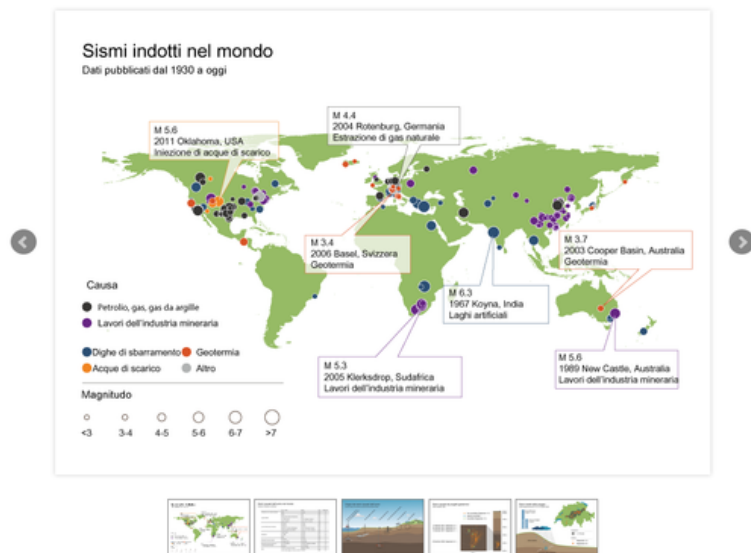 Sismi indotti nel mondo
Dati pubblicati dal 1930 a oggi
M 4.4
2004 Rotenburg, Germania
Estrazione di gas naturale
M 5.6
2011 Oklahoma, USA
Iniezione di acque di scarico
M 3.4
2006 Basel, Svizzera
Geotermia
M 3.7
2003 Cooper Basin, Australia
Geotermia
M 6.3
1967 Koyna, India
Laghi artificiali
M 5.3
2005 Klerksdrop, Sudafrica
Lavori dell'industria mineraria
M 5.6
1989 New Castle, Australia
Lavori dell'industria mineraria
Causa
Petrolio, gas, gas da argille
Lavori dell'industria mineraria
Dighe di sbarramento Geotermia
Acque di scarico Altro
Magnitudo
<3 3-4 4-5 5-6 6-7 >7